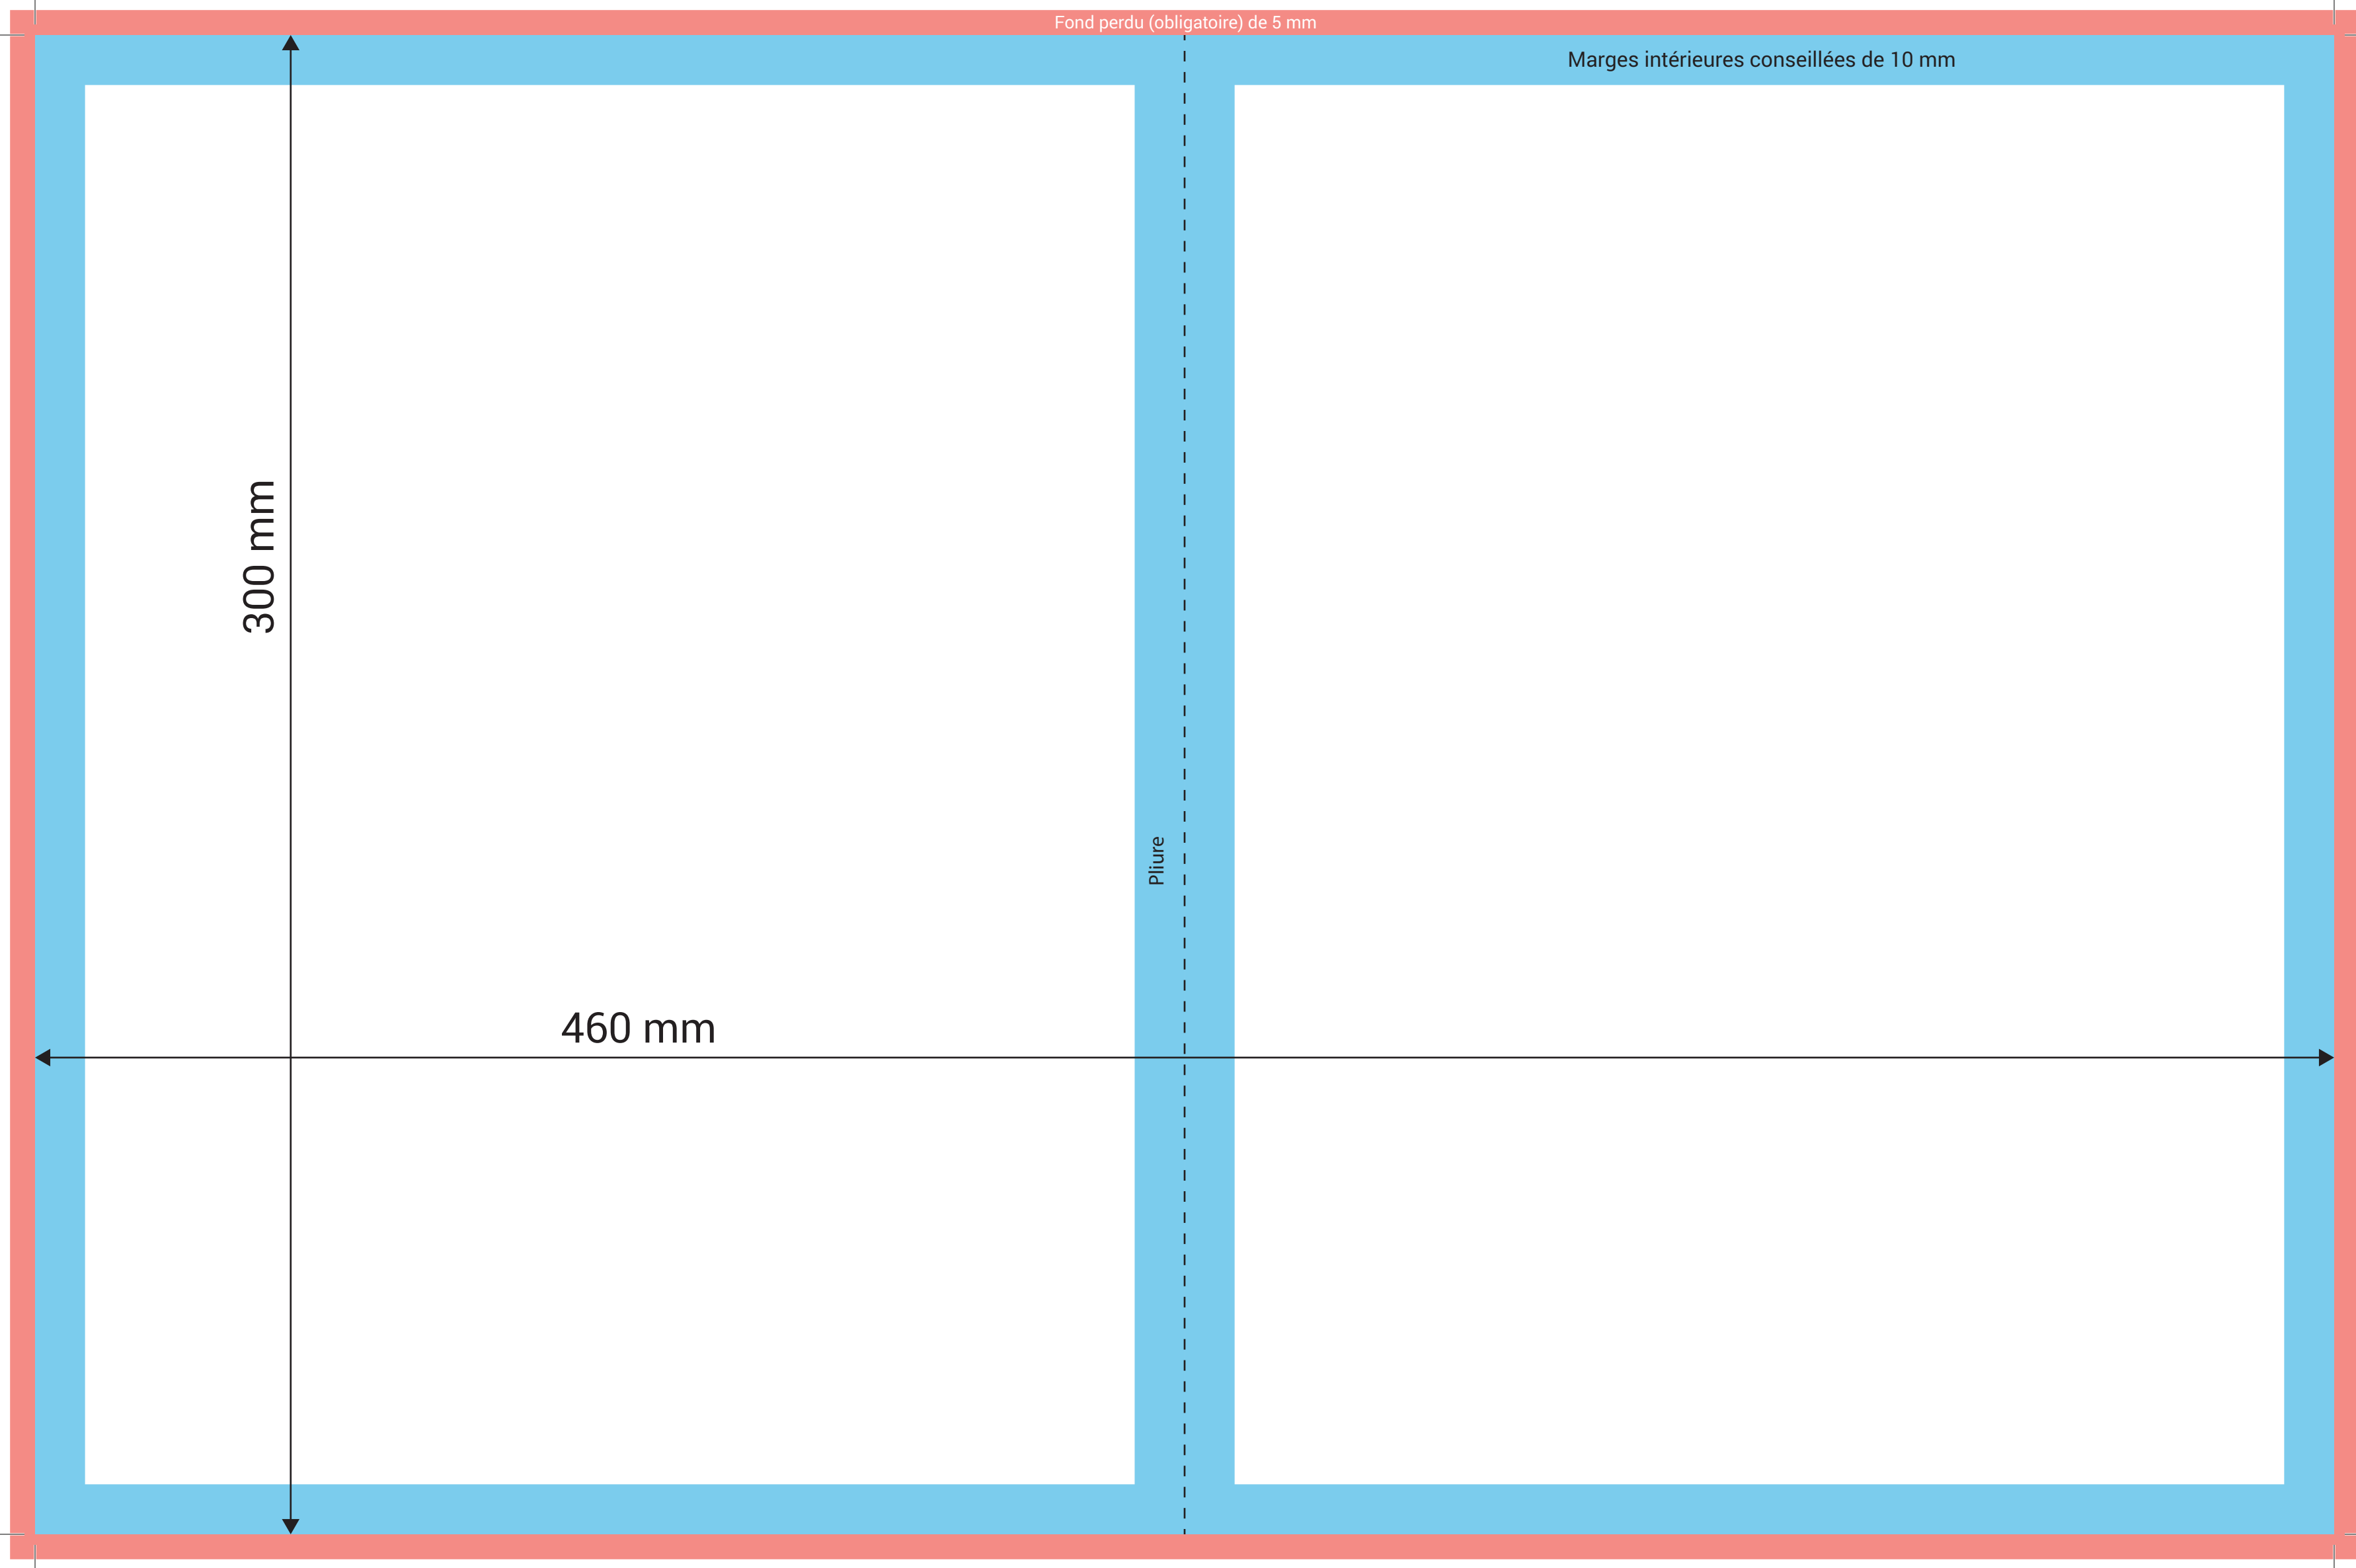 Fond perdu (obligatoire) de 5 mm
Marges intérieures conseillées de 10 mm
300 mm
Pliure
460 mm